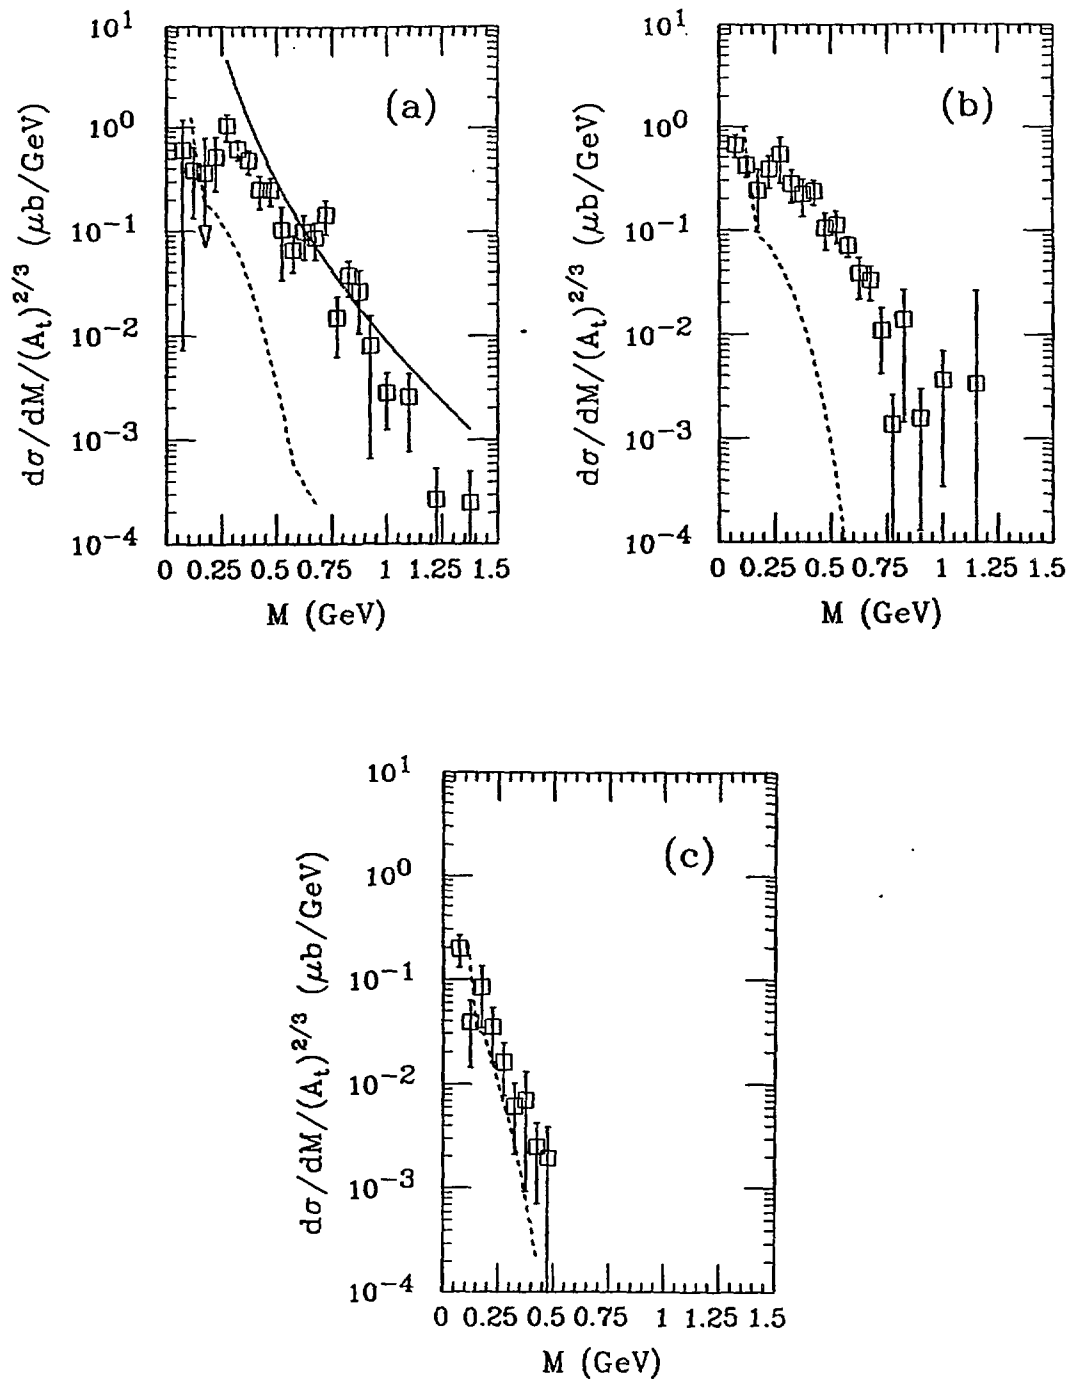 (a)
dσ/dM/(A_t)^{2/3} (μb/GeV)
10^1
10^0
10^{-1}
10^{-2}
10^{-3}
10^{-4}
0 0.25 0.5 0.75 1 1.25 1.5
M (GeV)
(b)
dσ/dM/(A_t)^{2/3} (μb/GeV)
10^1
10^0
10^{-1}
10^{-2}
10^{-3}
10^{-4}
0 0.25 0.5 0.75 1 1.25 1.5
M (GeV)
(c)
dσ/dM/(A_t)^{2/3} (μb/GeV)
10^1
10^0
10^{-1}
10^{-2}
10^{-3}
10^{-4}
0 0.25 0.5 0.75 1 1.25 1.5
M (GeV)